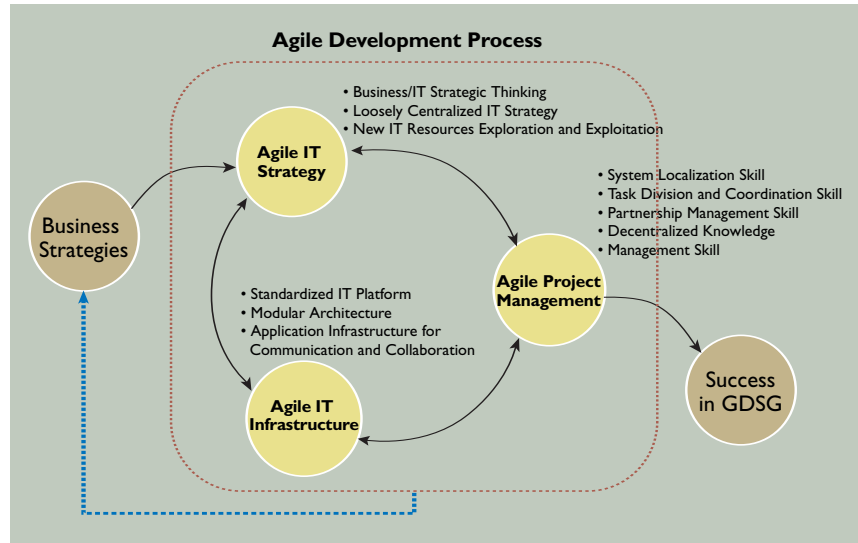 Agile Development Process
• Business/IT Strategic Thinking
• Loosely Centralized IT Strategy
• New IT Resources Exploration and Exploitation
Agile IT
Strategy
• System Localization Skill
• Task Division and Coordination Skill
• Partnership Management Skill
• Decentralized Knowledge
• Management Skill
Business
Strategies
Agile Project
Management
• Standardized IT Platform
• Modular Architecture
• Application Infrastructure for
Communication and Collaboration
Agile IT
Infrastructure
Success
in GDSG